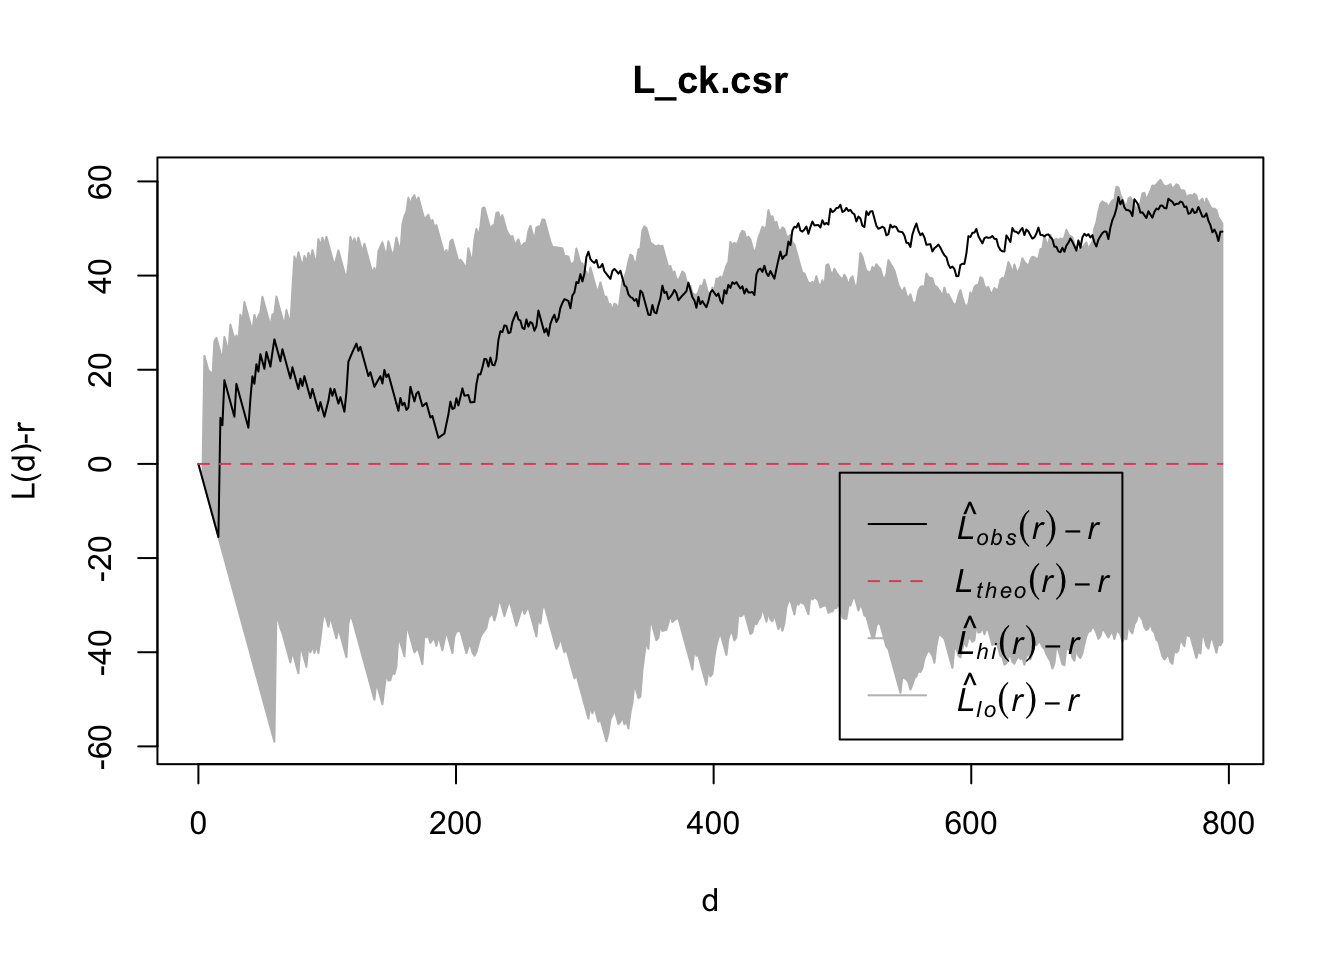 L_ck.csr
L(d)-r
60
40
20
0
-20
-40
-60
L̂obs(r) − r
Ltheo(r) − r
L̂hi(r) − r
L̂lo(r) − r
0 200 400 600 800
d